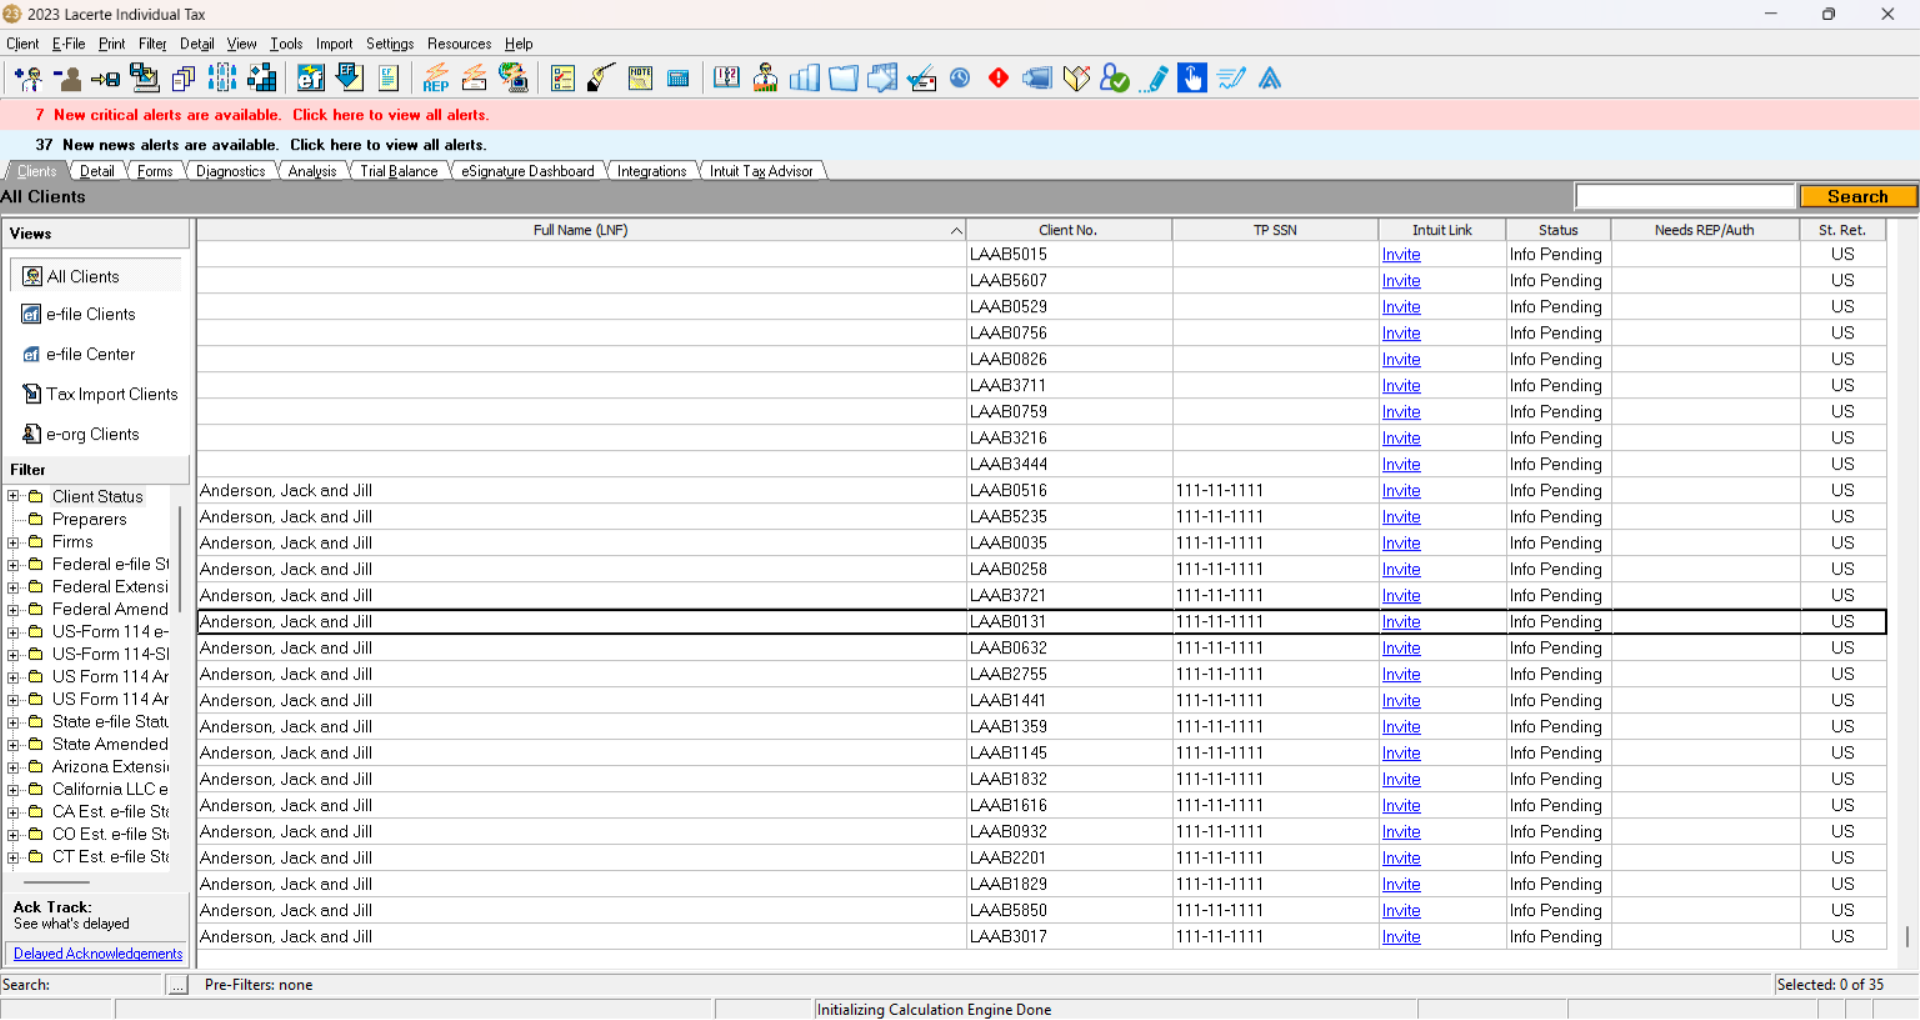 23 2023 Lacerte Individual Tax
Client E-File Print Filter Detail View Tools Import Settings Resources Help
7 New critical alerts are available. Click here to view all alerts.
37 New news alerts are available. Click here to view all alerts.
Clients Detail Forms Diagnostics Analysis Trial Balance eSignature Dashboard Integrations Intuit Tax Advisor
All Clients Search
Views Full Name (LNF) Client No. TP SSN Intuit Link Status Needs REP/Auth St. Ret.
LAAB5015 Invite Info Pending US
All Clients LAAB5607 Invite Info Pending US
e-file Clients LAAB0529 Invite Info Pending US
LAAB0756 Invite Info Pending US
e-file Center LAAB0826 Invite Info Pending US
Tax Import Clients LAAB3711 Invite Info Pending US
LAAB0759 Invite Info Pending US
e-org Clients LAAB3216 Invite Info Pending US
Filter LAAB3444 Invite Info Pending US
Client Status Anderson, Jack and Jill LAAB0516 111-11-1111 Invite Info Pending US
Preparers Anderson, Jack and Jill LAAB5235 111-11-1111 Invite Info Pending US
Firms Anderson, Jack and Jill LAAB0035 111-11-1111 Invite Info Pending US
Federal e-file St Anderson, Jack and Jill LAAB0258 111-11-1111 Invite Info Pending US
Federal Extensi Anderson, Jack and Jill LAAB3721 111-11-1111 Invite Info Pending US
Federal Amend Anderson, Jack and Jill LAAB0131 111-11-1111 Invite Info Pending US
US-Form 114 e-
US-Form 114-SI Anderson, Jack and Jill LAAB0632 111-11-1111 Invite Info Pending US
US Form 114 Ar Anderson, Jack and Jill LAAB2755 111-11-1111 Invite Info Pending US
US Form 114 Ar Anderson, Jack and Jill LAAB1441 111-11-1111 Invite Info Pending US
State e-file Statu Anderson, Jack and Jill LAAB1359 111-11-1111 Invite Info Pending US
State Amended Anderson, Jack and Jill LAAB1145 111-11-1111 Invite Info Pending US
Arizona Extensi Anderson, Jack and Jill LAAB1832 111-11-1111 Invite Info Pending US
California LLC e
CA Est. e-file Sta Anderson, Jack and Jill LAAB1616 111-11-1111 Invite Info Pending US
CO Est. e-file St Anderson, Jack and Jill LAAB0932 111-11-1111 Invite Info Pending US
CT Est. e-file Sta Anderson, Jack and Jill LAAB2201 111-11-1111 Invite Info Pending US
Anderson, Jack and Jill LAAB1829 111-11-1111 Invite Info Pending US
Ack Track: Anderson, Jack and Jill LAAB5850 111-11-1111 Invite Info Pending US
See what's delayed
Anderson, Jack and Jill LAAB3017 111-11-1111 Invite Info Pending US
Delayed Acknowledgements
Search: ... Pre-Filters: none Selected: 0 of 35
Initializing Calculation Engine Done